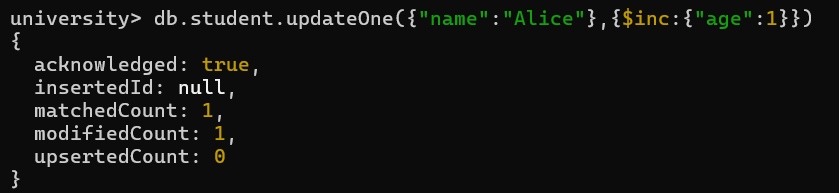 university> db.student.updateOne({"name":"Alice"},{$inc:{"age":1}})
{
  acknowledged: true,
  insertedId: null,
  matchedCount: 1,
  modifiedCount: 1,
  upsertedCount: 0
}